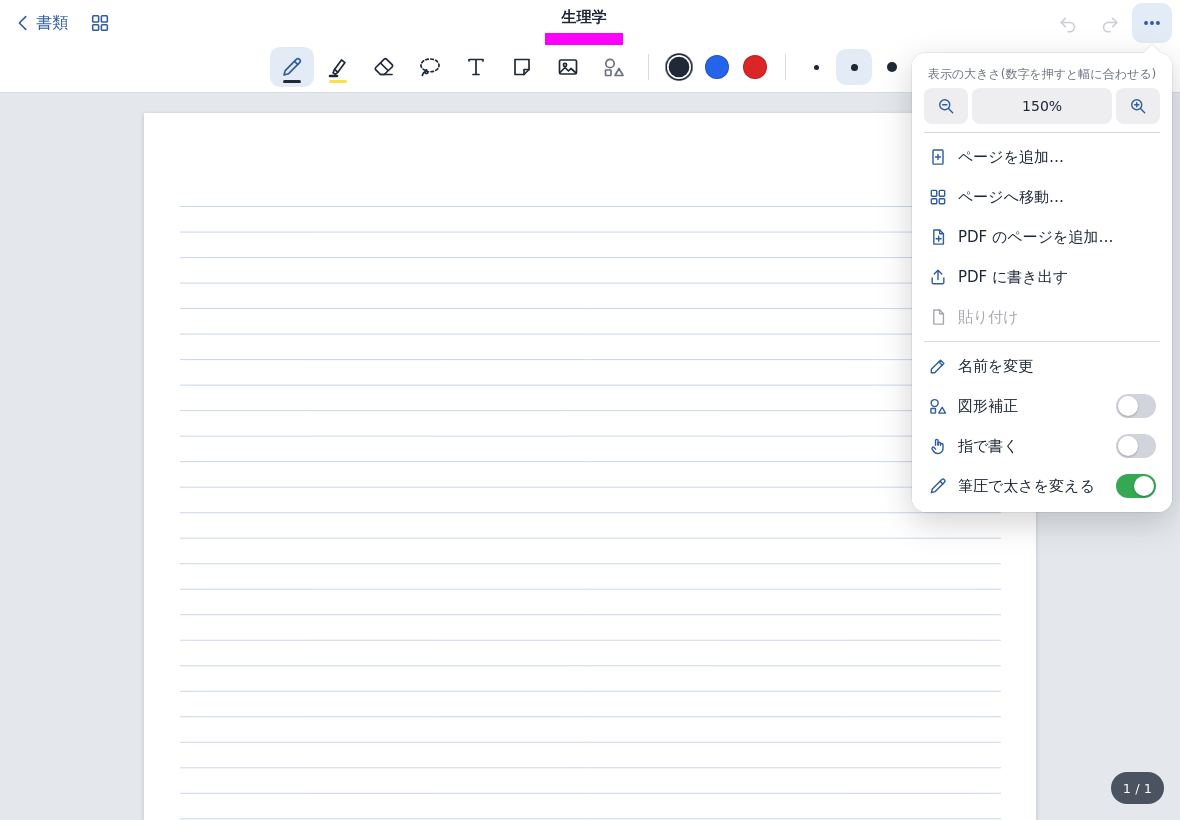 書類
生理学
表示の大きさ(数字を押すと幅に合わせる)
150%
ページを追加...
ページへ移動...
PDF のページを追加...
PDF に書き出す
貼り付け
名前を変更
図形補正
指で書く
筆圧で太さを変える
1 / 1